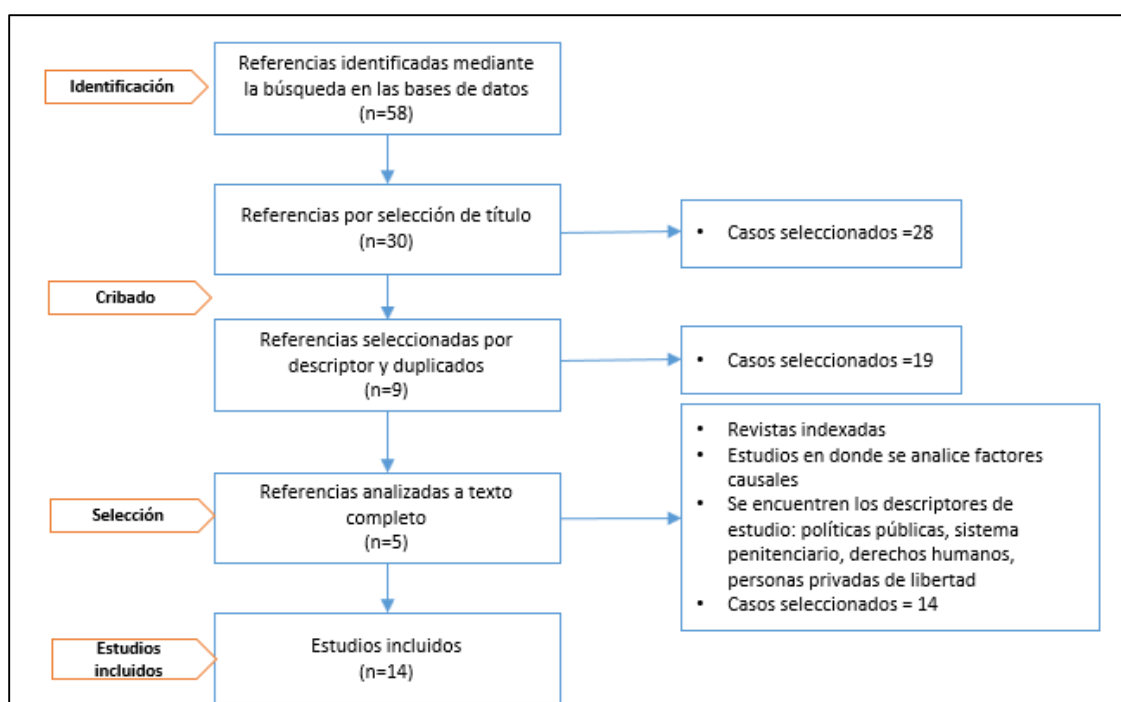 Identificación
Referencias identificadas mediante
la búsqueda en las bases de datos
(n=58)
Referencias por selección de título
(n=30)
• Casos seleccionados =28
Cribado
Referencias seleccionadas por
descriptor y duplicados
(n=9)
• Casos seleccionados =19
Selección
Referencias analizadas a texto
completo
(n=5)
• Revistas indexadas
• Estudios en donde se analice factores
causales
• Se encuentren los descriptores de
estudio: políticas públicas, sistema
penitenciario, derechos humanos,
personas privadas de libertad
• Casos seleccionados = 14
Estudios
incluidos
Estudios incluidos
(n=14)